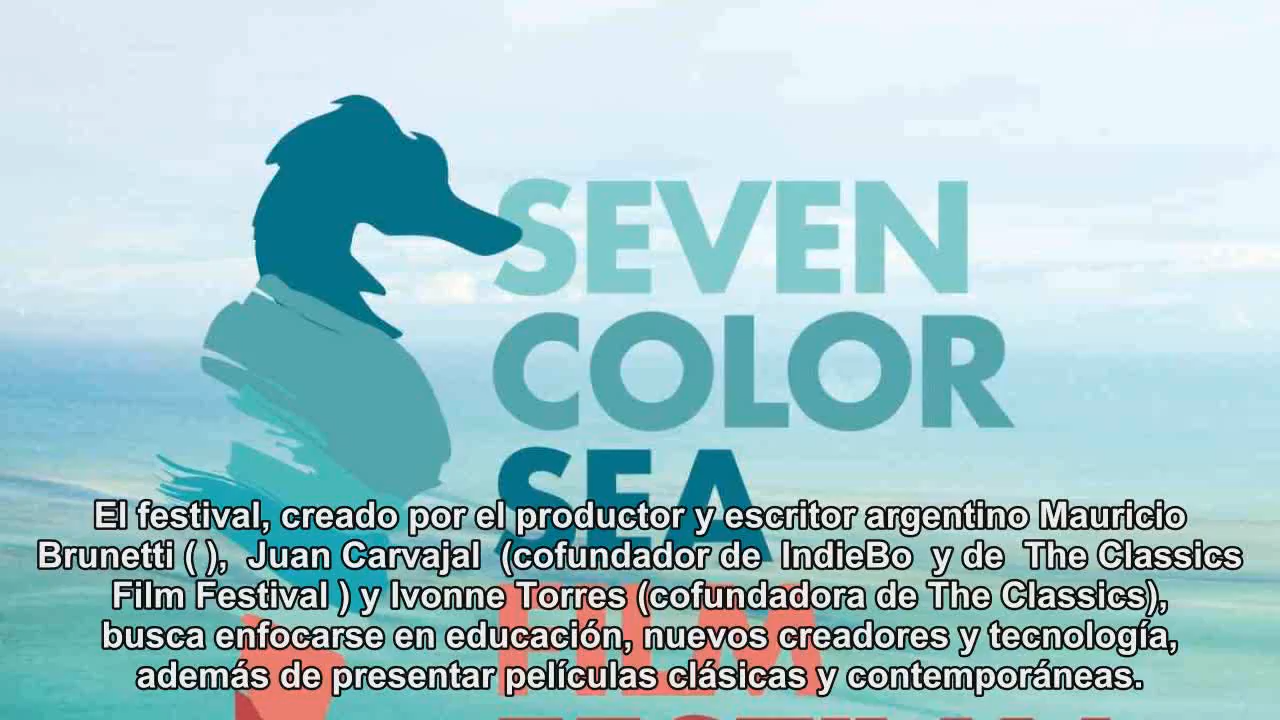 SEVEN
COLOR
SEA
FILM
El festival, creado por el productor y escritor argentino Mauricio
Brunetti ( ),  Juan Carvajal  (cofundador de  IndieBo  y de  The Classics
Film Festival ) y Ivonne Torres (cofundadora de The Classics),
busca enfocarse en educación, nuevos creadores y tecnología,
además de presentar películas clásicas y contemporáneas.